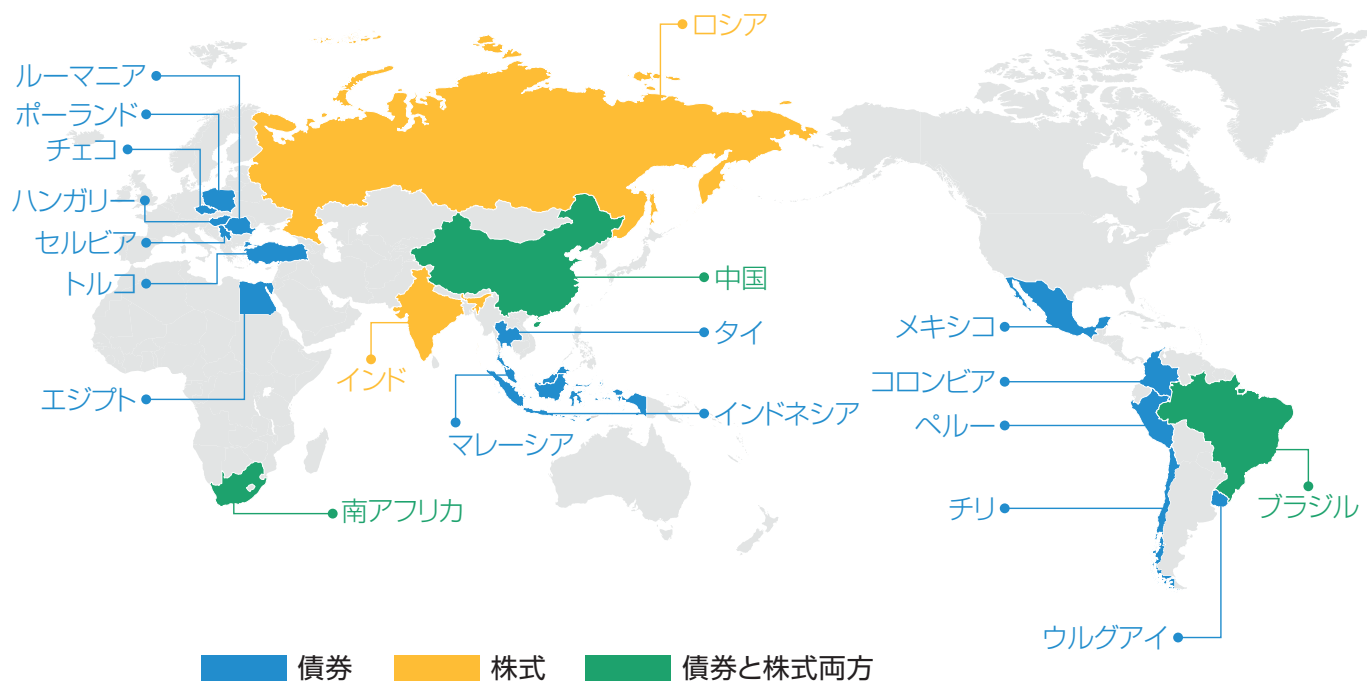 ロシア
ルーマニア
ポーランド
チェコ
ハンガリー
セルビア
トルコ
エジプト
南アフリカ
インド
中国
タイ
インドネシア
マレーシア
メキシコ
コロンビア
ペルー
チリ
ブラジル
ウルグアイ
債券
株式
債券と株式両方